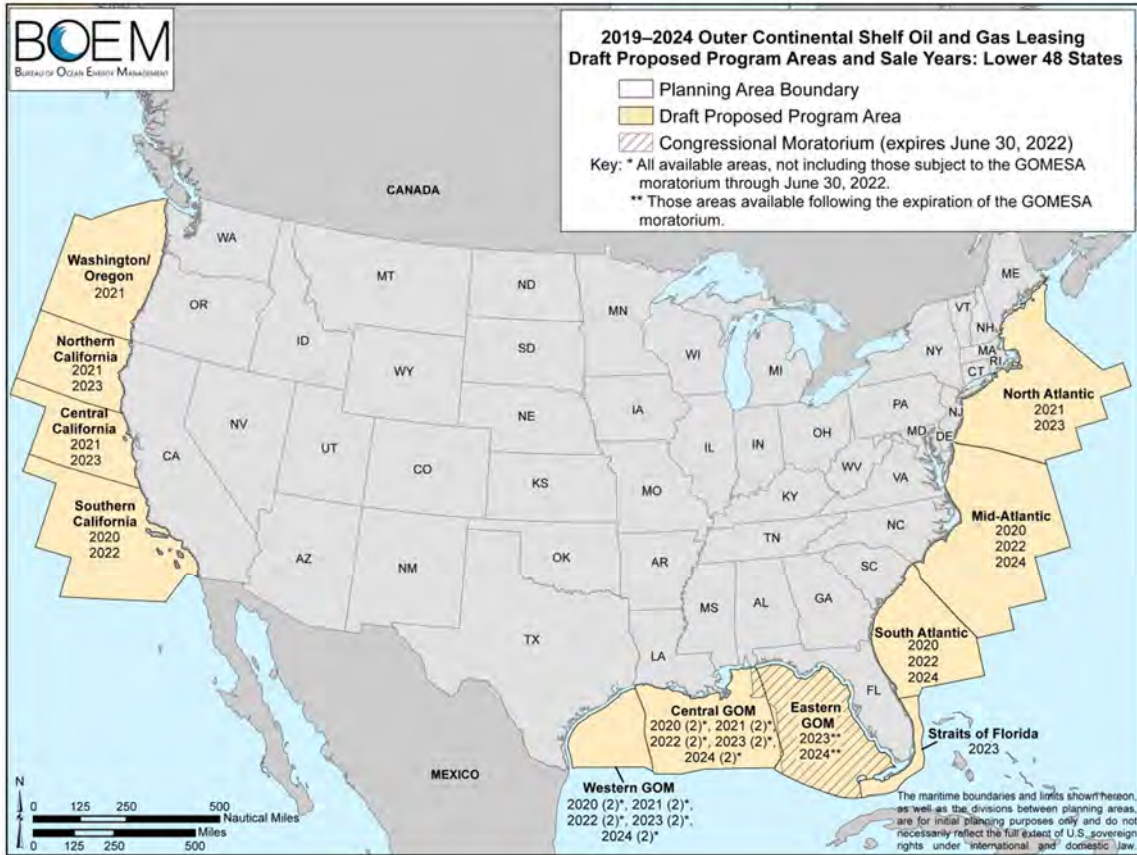 BOEM
BUREAU OF OCEAN ENERGY MANAGEMENT
2019–2024 Outer Continental Shelf Oil and Gas Leasing
Draft Proposed Program Areas and Sale Years: Lower 48 States
Planning Area Boundary
Draft Proposed Program Area
Congressional Moratorium (expires June 30, 2022)
Key: * All available areas, not including those subject to the GOMESA
moratorium through June 30, 2022.
** Those areas available following the expiration of the GOMESA
moratorium.
CANADA
Washington/
Oregon
2021
Northern
California
2021
2023
Central
California
2021
2023
Southern
California
2020
2022
WA
OR
CA
NV
ID
MT
WY
UT
AZ
CO
NM
ND
SD
NE
KS
OK
TX
MN
IA
MO
AR
LA
WI
IL
MI
IN
OH
KY
TN
MS
AL
GA
FL
SC
NC
VA
WV
MD
DE
PA
NJ
NY
CT
RI
MA
VT
NH
ME
North Atlantic
2021
2023
Mid-Atlantic
2020
2022
2024
South Atlantic
2020
2022
2024
Straits of Florida
2023
Eastern
GOM
2023**
2024**
Central GOM
2020 (2)*, 2021 (2)*,
2022 (2)*, 2023 (2)*,
2024 (2)*
Western GOM
2020 (2)*, 2021 (2)*,
2022 (2)*, 2023 (2)*,
2024 (2)*
MEXICO
N
0 125 250 500
Nautical Miles
Miles
0 125 250 500
The maritime boundaries and limits shown hereon,
as well as the divisions between planning areas,
are for initial planning purposes only and do not
necessarily reflect the full extent of U.S. sovereign
rights under international and domestic law.